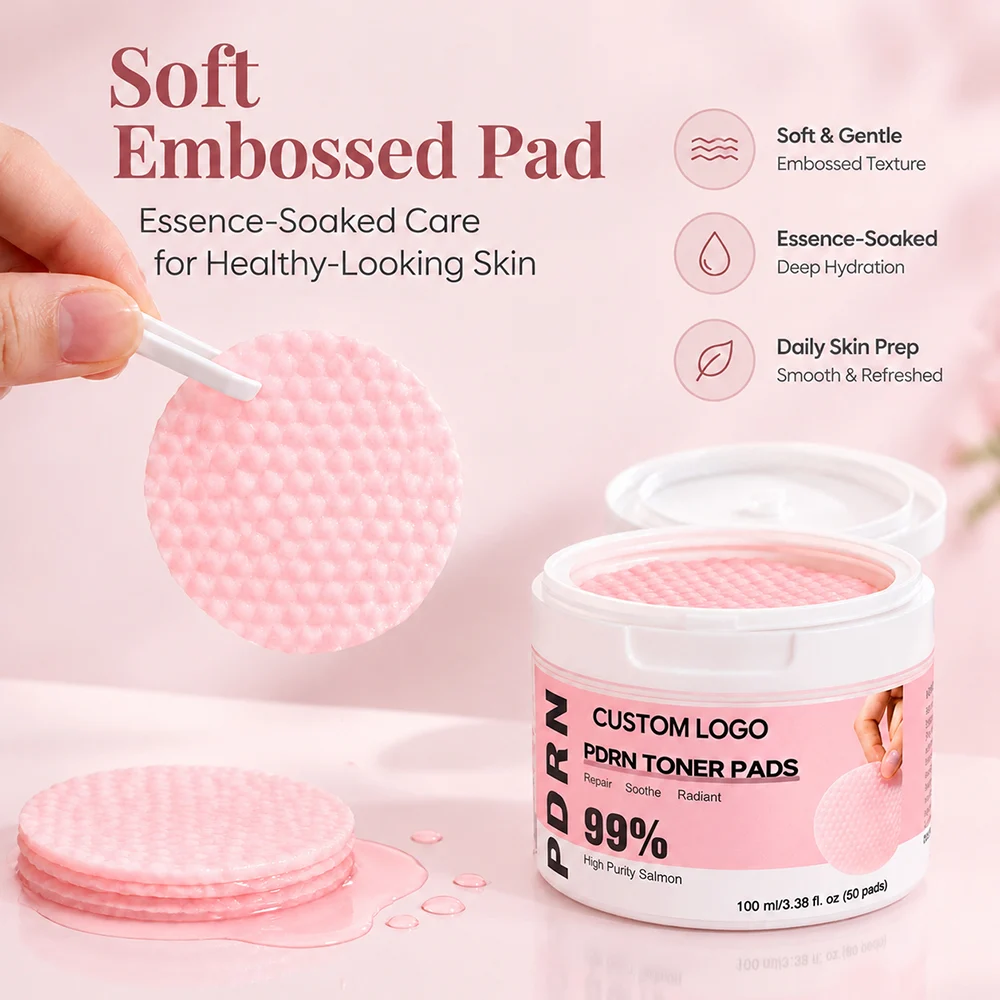 Soft
Embossed Pad
Essence-Soaked Care
for Healthy-Looking Skin
Soft & Gentle
Embossed Texture
Essence-Soaked
Deep Hydration
Daily Skin Prep
Smooth & Refreshed
PDRN
CUSTOM LOGO
PDRN TONER PADS
Repair Soothe Radiant
99%
High Purity Salmon
100 ml/3.38 fl. oz (50 pads)